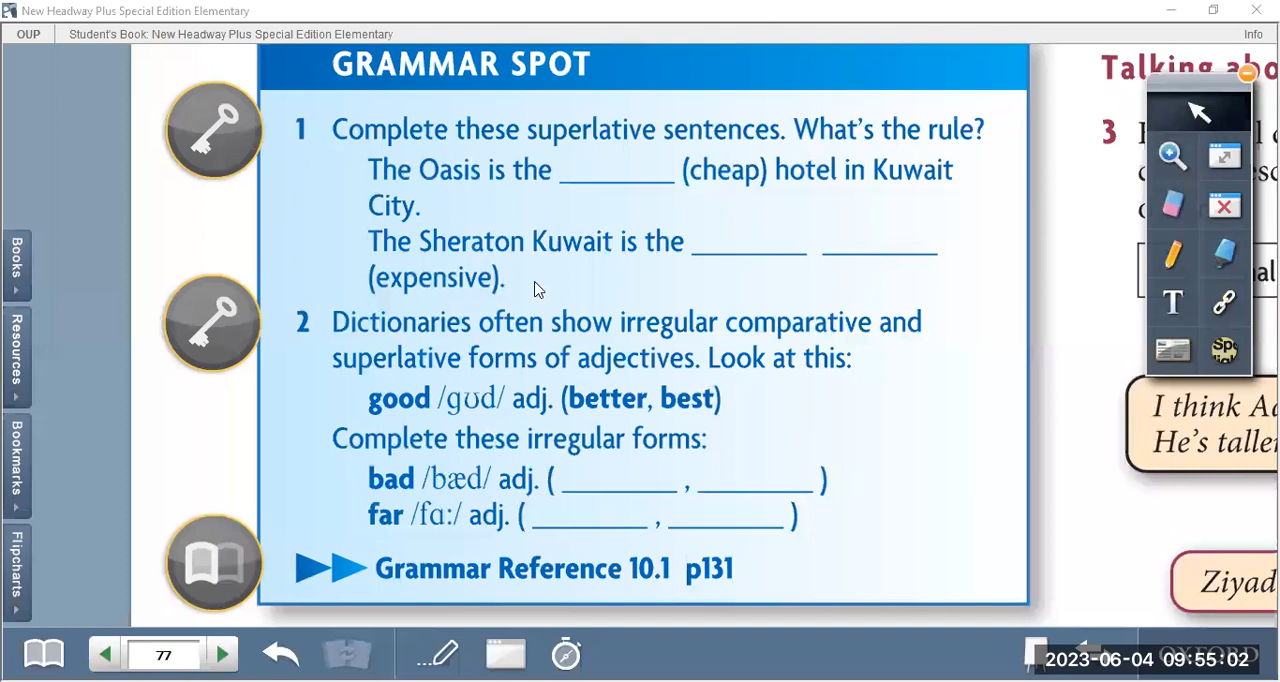 New Headway Plus Special Edition Elementary
OUP Student's Book: New Headway Plus Special Edition Elementary Info
GRAMMAR SPOT
1 Complete these superlative sentences. What's the rule?
The Oasis is the ________ (cheap) hotel in Kuwait
City.
The Sheraton Kuwait is the ________ ________
(expensive).
2 Dictionaries often show irregular comparative and
superlative forms of adjectives. Look at this:
good /gʊd/ adj. (better, best)
Complete these irregular forms:
bad /bæd/ adj. ( ________ , ________ )
far /fɑː/ adj. ( ________ , ________ )
Grammar Reference 10.1 p131
Talking
3
I think
He's
Ziyad
T
Books
Resources
Bookmarks
Flipcharts
77
OXFORD
2023-06-04 09:55:02